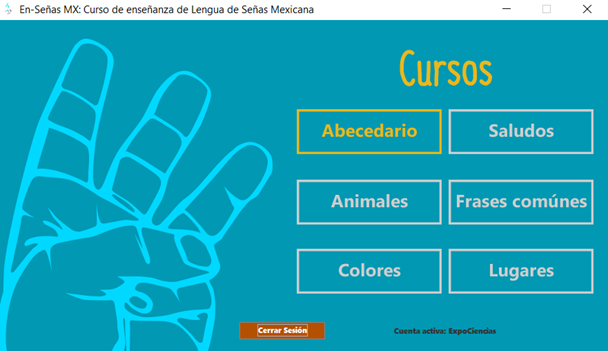 En-Señas MX: Curso de enseñanza de Lengua de Señas Mexicana
Cursos
Abecedario
Saludos
Animales
Frases comúnes
Colores
Lugares
Cerrar Sesión
Cuenta activa: ExpoCiencias